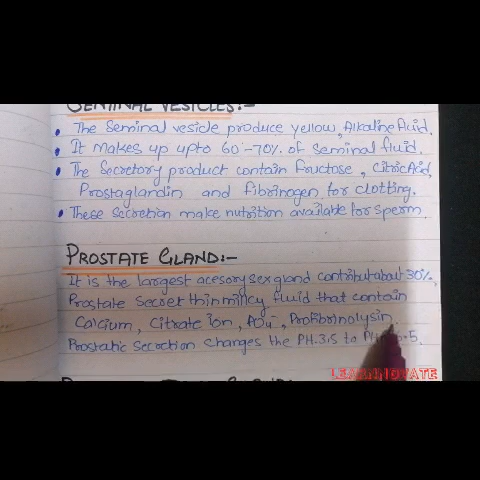 SEMINAL VESICLES:-
• The Seminal vesicle produce yellow, Alkaline fluid.
• It makes up upto 60-70% of seminal fluid.
• The Secretory product contain fructose, Citric Acid,
Prostaglandin and fibrinogen for clotting.
• These secretion make nutrition available for sperm
PROSTATE GLAND:-
It is the largest acesory sex gland contribut about 30%.
Prostate secret thin milky fluid that contain
Calcium, Citrate ion, PO4-, Profibrinolysin
Prostatic Secretion changes the PH.3.5 to
LEARNNOVATE